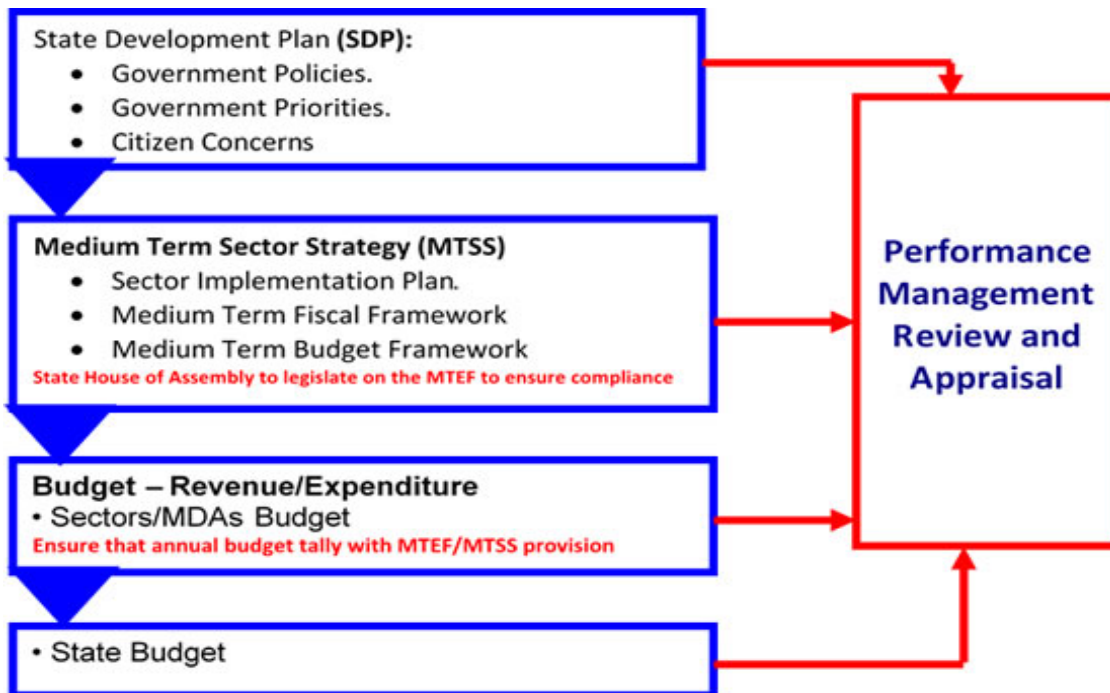 State Development Plan (SDP):
• Government Policies.
• Government Priorities.
• Citizen Concerns
Medium Term Sector Strategy (MTSS)
• Sector Implementation Plan.
• Medium Term Fiscal Framework
• Medium Term Budget Framework
State House of Assembly to legislate on the MTEF to ensure compliance
Budget – Revenue/Expenditure
• Sectors/MDAs Budget
Ensure that annual budget tally with MTEF/MTSS provision
• State Budget
Performance
Management
Review and
Appraisal